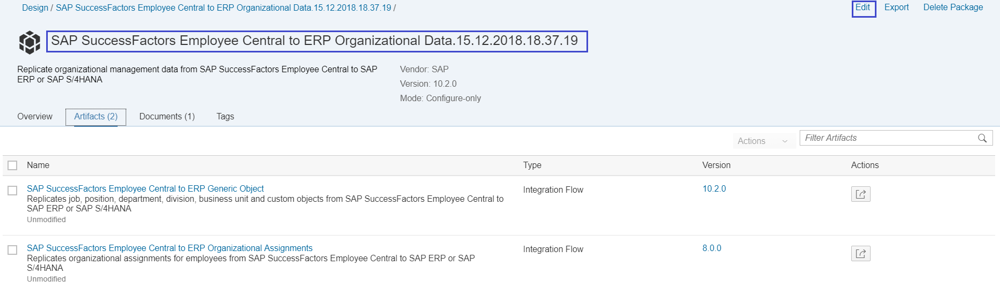 Design / SAP SuccessFactors Employee Central to ERP Organizational Data.15.12.2018.18.37.19 /
Edit Export Delete Package
SAP SuccessFactors Employee Central to ERP Organizational Data.15.12.2018.18.37.19
Replicate organizational management data from SAP SuccessFactors Employee Central to SAP
ERP or SAP S/4HANA
Vendor: SAP
Version: 10.2.0
Mode: Configure-only
Overview Artifacts (2) Documents (1) Tags
Actions Filter Artifacts
Name Type Version Actions
SAP SuccessFactors Employee Central to ERP Generic Object Integration Flow 10.2.0
Replicates job, position, department, division, business unit and custom objects from SAP SuccessFactors Employee Central to
SAP ERP or SAP S/4HANA
Unmodified
SAP SuccessFactors Employee Central to ERP Organizational Assignments Integration Flow 8.0.0
Replicates organizational assignments for employees from SAP SuccessFactors Employee Central to SAP ERP or SAP
S/4HANA
Unmodified